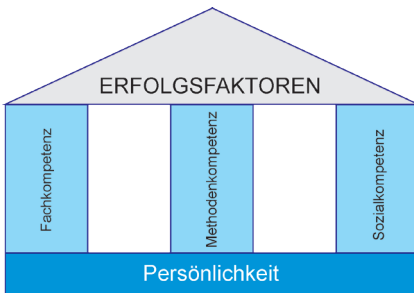 ERFOLGSFAKTOREN
Fachkompetenz
Methodenkompetenz
Sozialkompetenz
Persönlichkeit